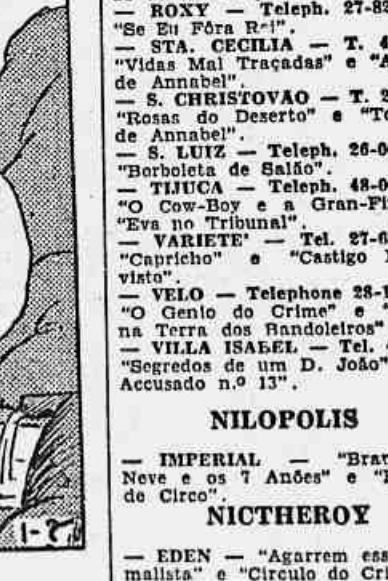 — ROXY — Teleph. 27-82
"Se Eu Fôra Rei".
— STA. CECILIA — T. 4
"Vidas Mal Traçadas" e "A
de Annabel".
— S. CHRISTOVAO — T. 2
"Rosas do Deserto" e "To
de Annabel".
— S. LUIZ — Teleph. 26-0
"Borboleta de Salão".
— TIJUCA — Teleph. 48-0
"O Cow-Boy e a Gran-Fi
"Eva no Tribunal".
— VARIETE' — Tel. 27-6
"Capricho" e "Castigo
visto".
— VELO — Telephone 28-1
"O Genio do Crime" e "
na Terra dos Bandoleiros"
— VILLA ISABEL — Tel.
"Segredos de um D. João"
Accusado n.º 13".
NILOPOLIS
— IMPERIAL — "Bran
Neve e os 7 Anões" e "
de Circo".
NICTHEROY
— EDEN — "Agarrem ess
malista" e "Circulo do Cri